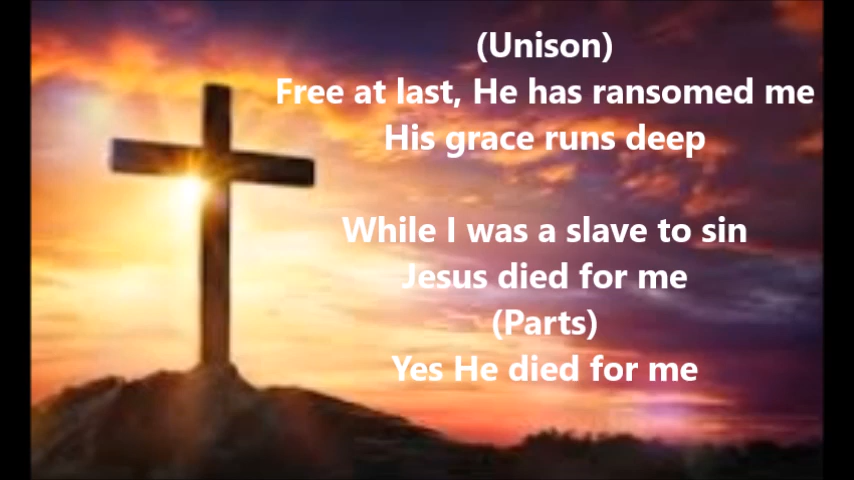 (Unison)
Free at last, He has ransomed me
His grace runs deep
While I was a slave to sin
Jesus died for me
(Parts)
Yes He died for me